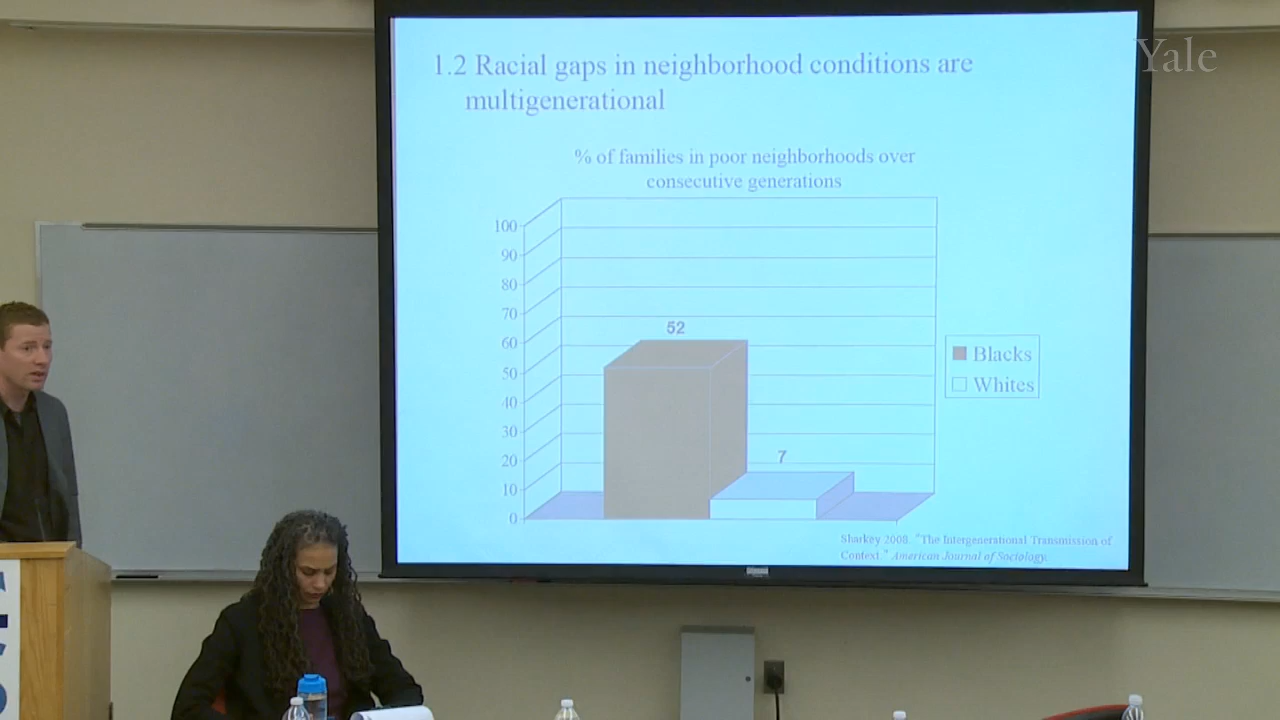 Yale
1.2 Racial gaps in neighborhood conditions are
multigenerational
% of families in poor neighborhoods over
consecutive generations
100
90
80
70
60
50
40
30
20
10
0
52
7
Blacks
Whites
Sharkey 2008. "The Intergenerational Transmission of
Context." American Journal of Sociology.